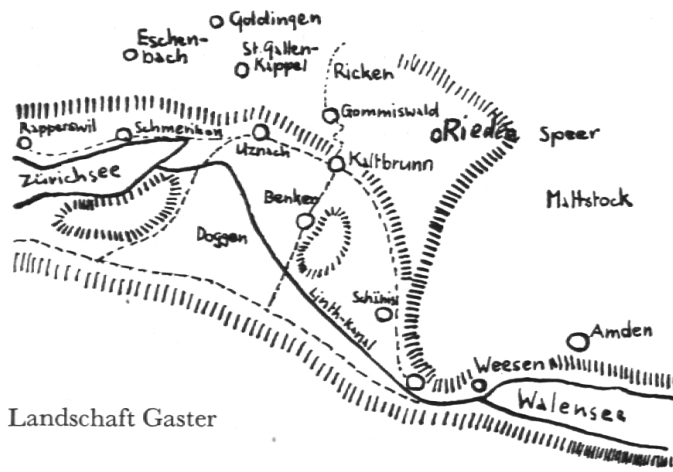 Goldingen
Eschen-
bach
St.Gallen-
Kappel
Ricken
Gommiswald
Rieden
Speer
Rapperswil
Schmerikon
Uznach
Kaltbrunn
Zürichsee
Mattstock
Benken
Doggen
Schänis
Linth-Kanal
Amden
Weesen
Walensee
Landschaft Gaster